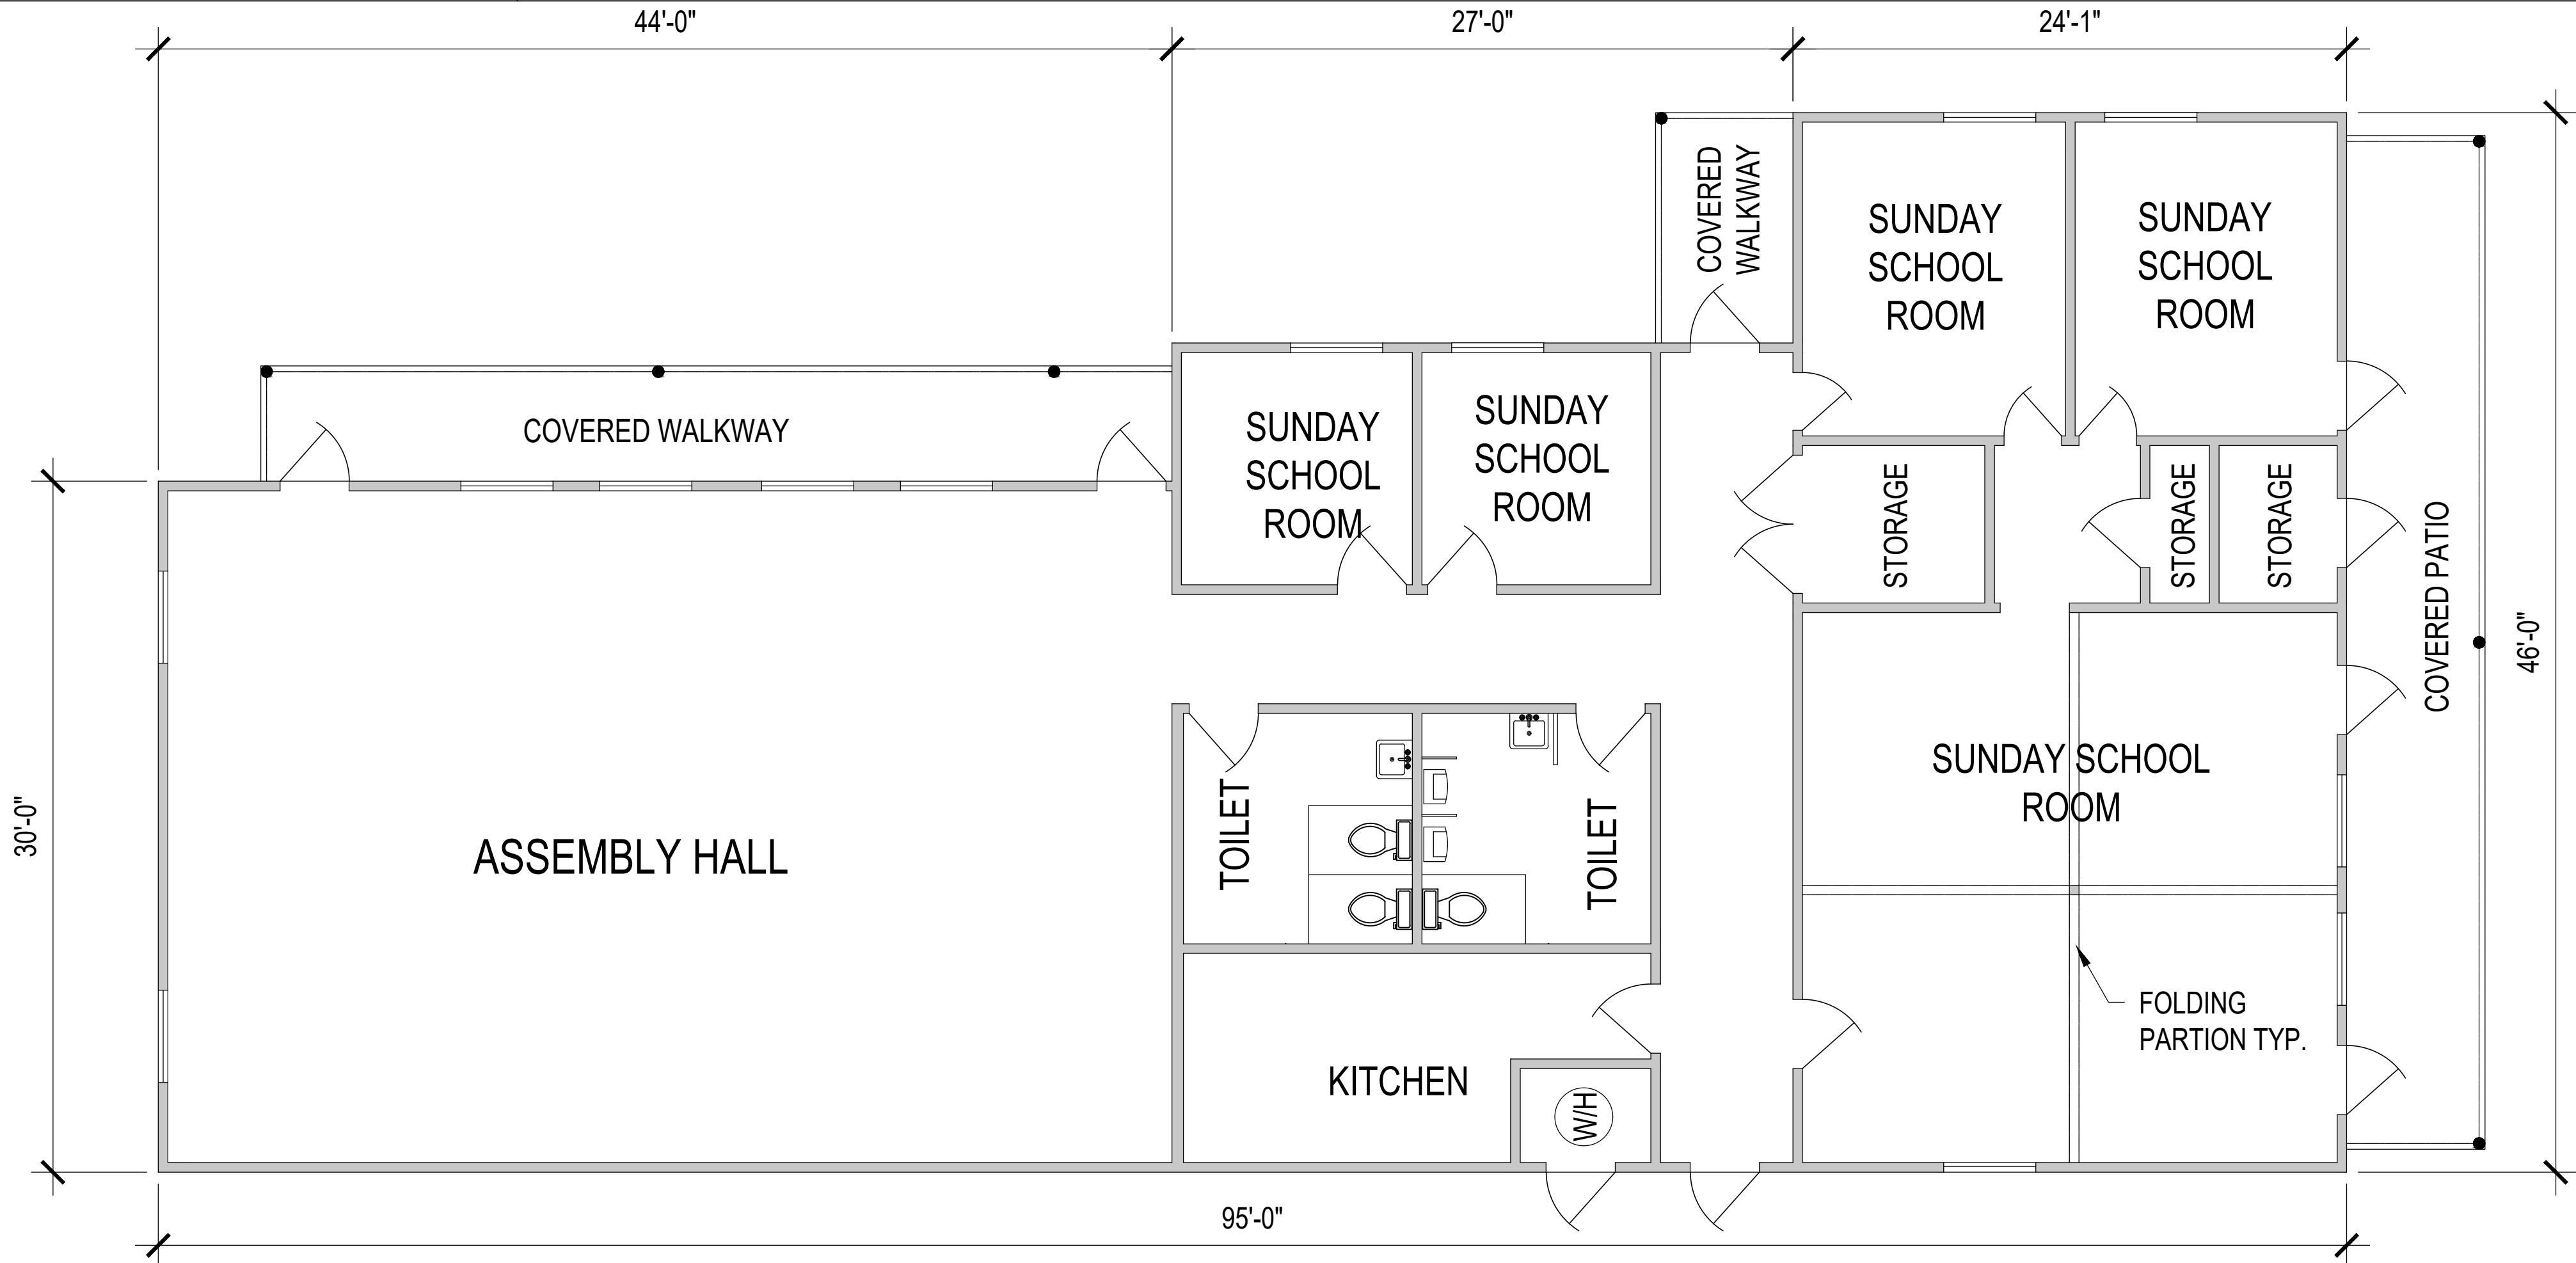 44'-0"
27'-0"
24'-1"
COVERED
WALKWAY
SUNDAY
SCHOOL
ROOM
SUNDAY
SCHOOL
ROOM
COVERED WALKWAY
SUNDAY
SCHOOL
ROOM
SUNDAY
SCHOOL
ROOM
STORAGE
STORAGE
STORAGE
COVERED PATIO
46'-0"
30'-0"
ASSEMBLY HALL
TOILET
TOILET
SUNDAY SCHOOL
ROOM
FOLDING
PARTION TYP.
KITCHEN
W/H
95'-0"